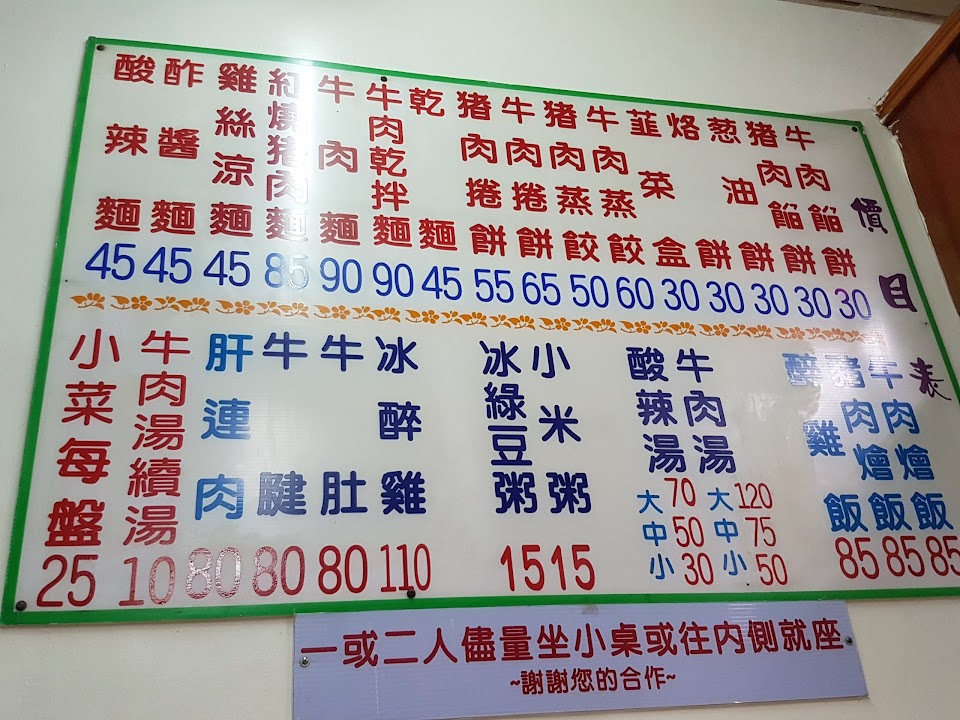 價目表
牛肉餡餅 30
猪肉餡餅 30
葱油餅 30
烙餅 30
韮菜盒 30
牛肉蒸餃 60
猪肉蒸餃 50
牛肉捲餅 65
猪肉捲餅 55
乾麵 45
牛肉乾拌麵 90
牛肉麵 90
紅燒猪肉麵 85
雞絲涼麵 45
酢醬麵 45
酸辣麵 45
牛肉燴飯 85
豬肉燴飯 85
醉雞飯 85
牛肉湯 大120 中75 小50
酸辣湯 大70 中50 小30
小米粥 15
冰綠豆粥 15
冰醉雞 110
牛肚 80
牛腱 80
肝連肉 80
牛肉湯續湯 10
小菜每盤 25
一或二人儘量坐小桌或往內側就座
~謝謝您的合作~